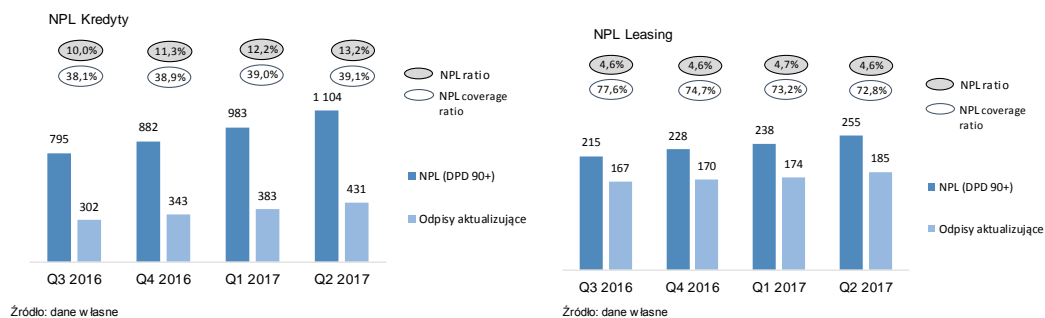 NPL Kredyty
10,0% 11,3% 12,2% 13,2%
38,1% 38,9% 39,0% 39,1%
NPL ratio
NPL coverage
ratio
795 882 983 1 104
302 343 383 431
NPL (DPD 90+)
Odpisy aktualizujące
Q3 2016 Q4 2016 Q1 2017 Q2 2017
Źródło: dane własne
NPL Leasing
4,6% 4,6% 4,7% 4,6%
77,6% 74,7% 73,2% 72,8%
NPL ratio
NPL coverage
ratio
215 228 238 255
167 170 174 185
NPL (DPD 90+)
Odpisy aktualizujące
Q3 2016 Q4 2016 Q1 2017 Q2 2017
Źródło: dane własne